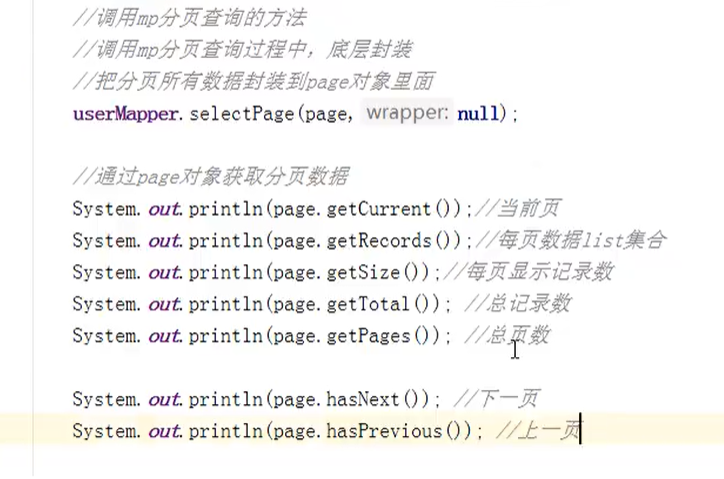 //调用mp分页查询的方法
//调用mp分页查询过程中，底层封装
//把分页所有数据封装到page对象里面
userMapper.selectPage(page, wrapper: null);
//通过page对象获取分页数据
System.out.println(page.getCurrent());//当前页
System.out.println(page.getRecords());//每页数据list集合
System.out.println(page.getSize());//每页显示记录数
System.out.println(page.getTotal()); //总记录数
System.out.println(page.getPages()); //总页数
System.out.println(page.hasNext()); //下一页
System.out.println(page.hasPrevious()); //上一页